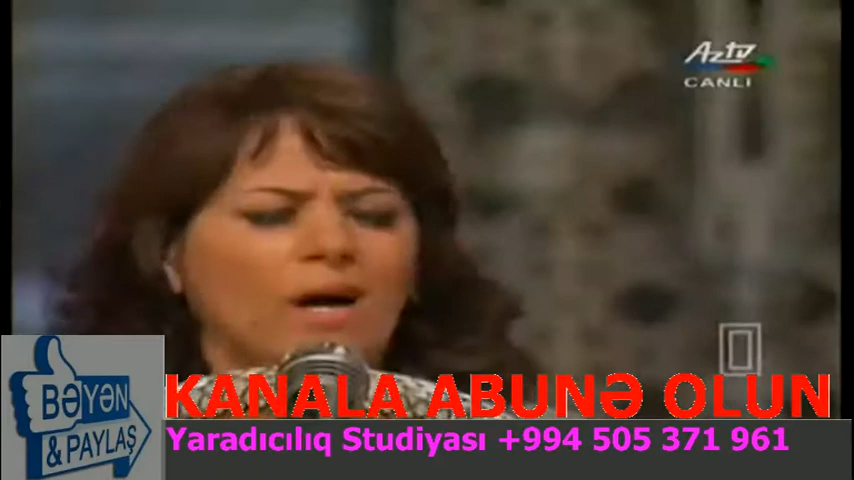 Aztv
CANLI
BƏYƏN
& PAYLAŞ
KANALA ABUNƏ OLUN
Yaradıcılıq Studiyası +994 505 371 961